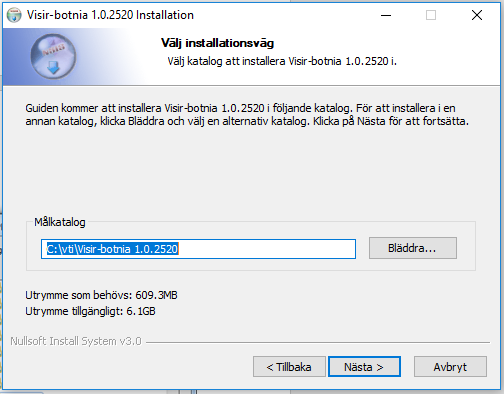 Visir-botnia 1.0.2520 Installation
Välj installationsväg
Välj katalog att installera Visir-botnia 1.0.2520 i.
Guiden kommer att installera Visir-botnia 1.0.2520 i följande katalog. För att installera i en
annan katalog, klicka Bläddra och välj en alternativ katalog. Klicka på Nästa för att fortsätta.
Målkatalog
C:\vti\Visir-botnia 1.0.2520
Bläddra...
Utrymme som behövs: 609.3MB
Utrymme tillgängligt: 6.1GB
Nullsoft Install System v3.0
< Tillbaka
Nästa >
Avbryt